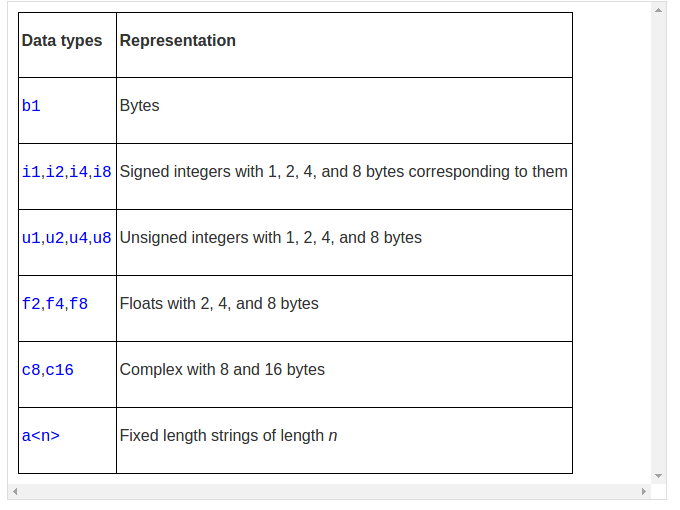 Data types Representation
b1 Bytes
i1,i2,i4,i8 Signed integers with 1, 2, 4, and 8 bytes corresponding to them
u1,u2,u4,u8 Unsigned integers with 1, 2, 4, and 8 bytes
f2,f4,f8 Floats with 2, 4, and 8 bytes
c8,c16 Complex with 8 and 16 bytes
a<n> Fixed length strings of length n